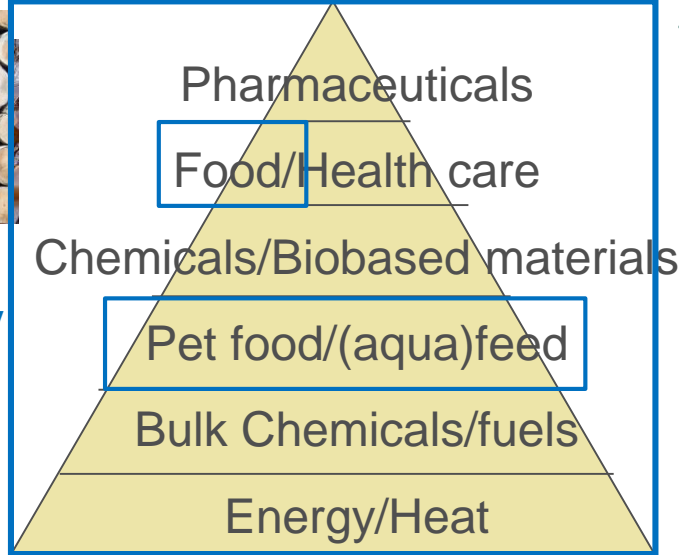 Pharmaceuticals
Food/Health care
Chemicals/Biobased materials
Pet food/(aqua)feed
Bulk Chemicals/fuels
Energy/Heat